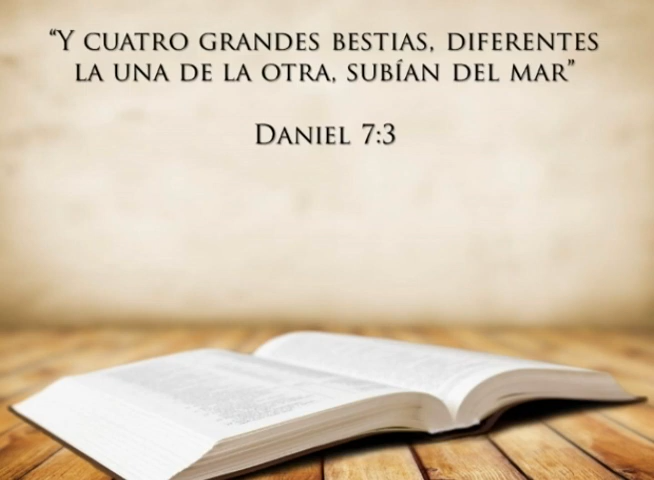 “Y CUATRO GRANDES BESTIAS, DIFERENTES
LA UNA DE LA OTRA, SUBÍAN DEL MAR”
DANIEL 7:3